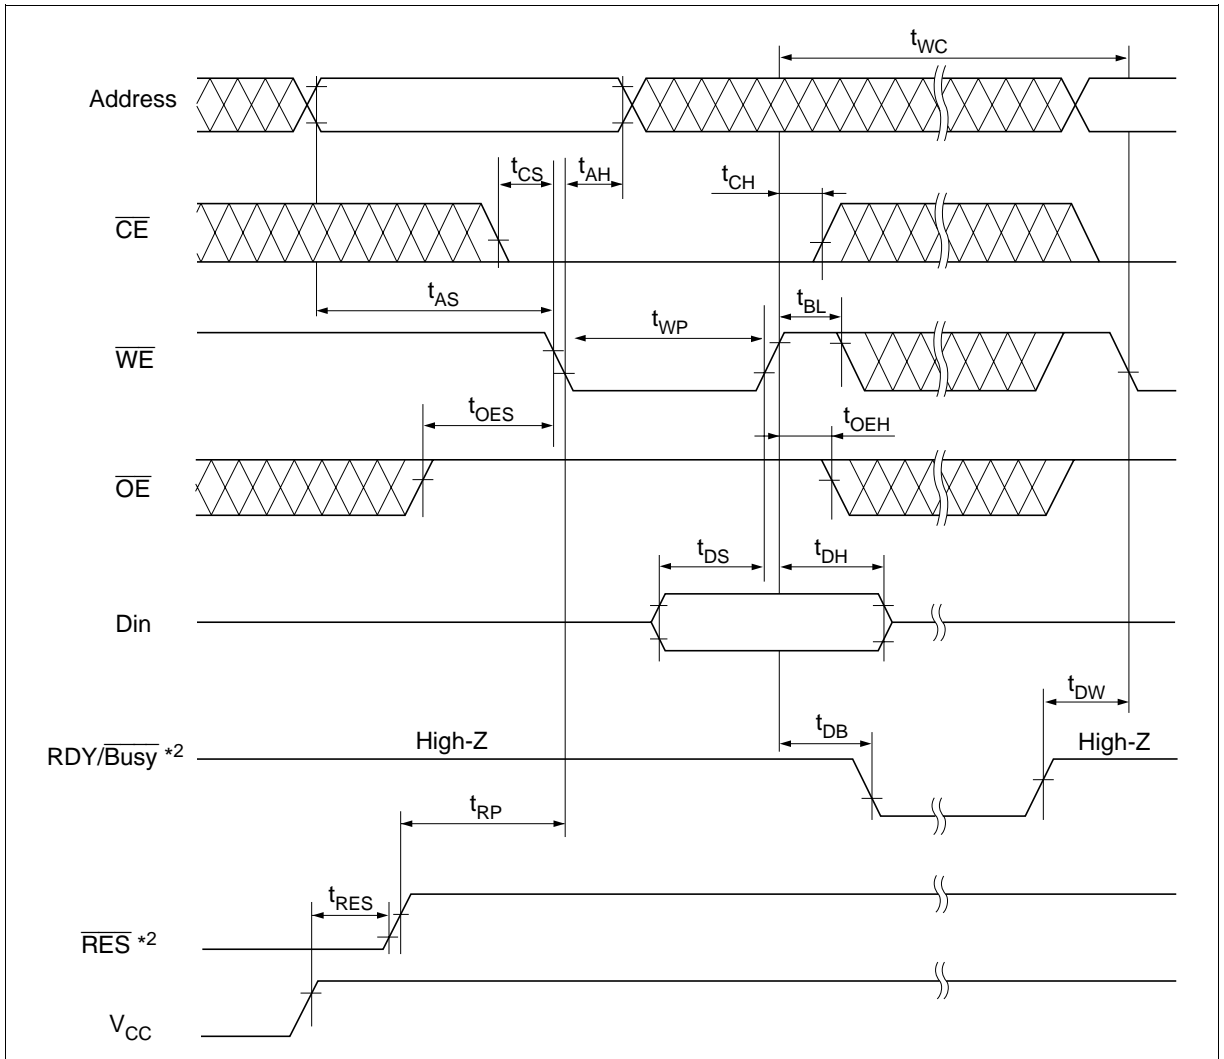 tWC
Address
tCS tAH tCH
CE
tAS tBL
tWP
WE
tOES tOEH
OE
tDS tDH
Din
tDW
tDB
RDY/Busy *2 High-Z High-Z
tRP
tRES
RES *2
VCC